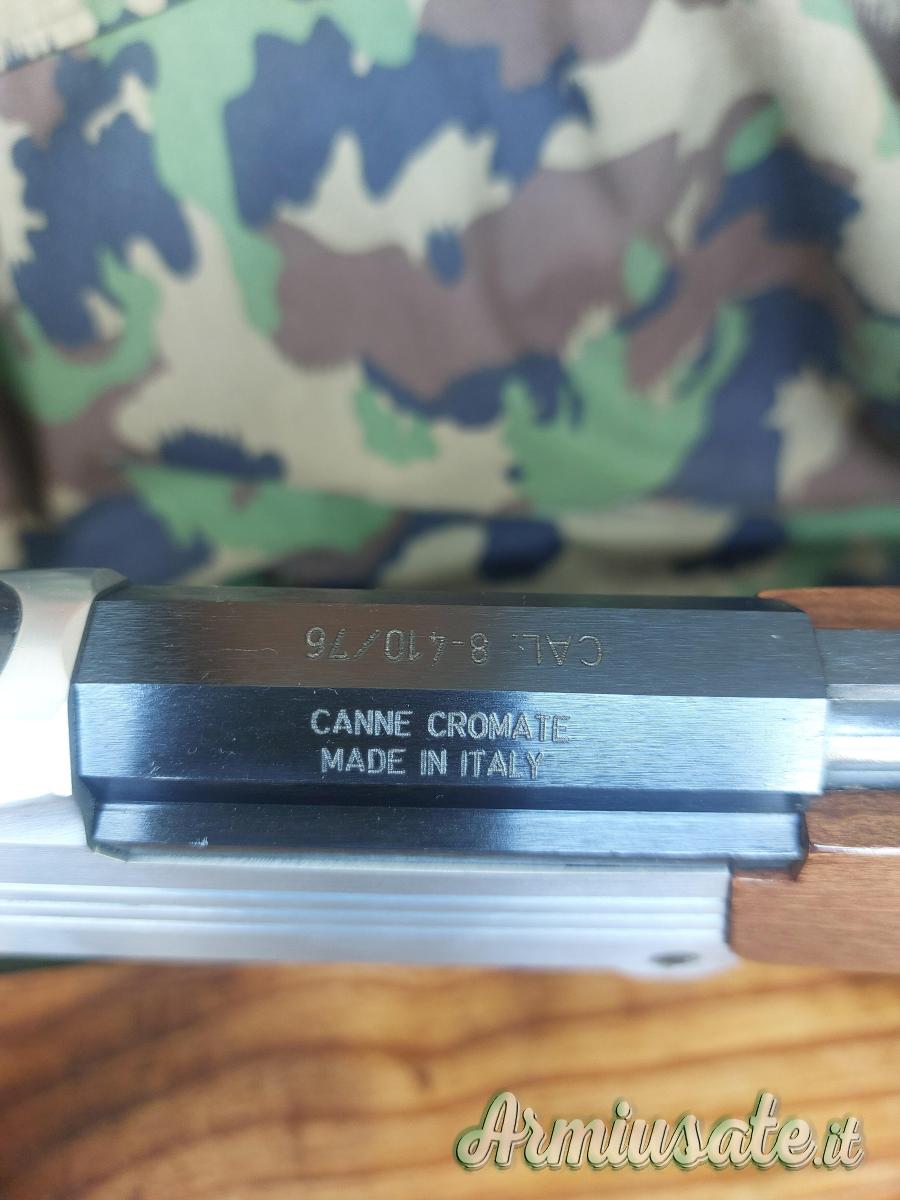 CAL. 8-410/76
CANNE CROMATE
MADE IN ITALY
Armiusate.it